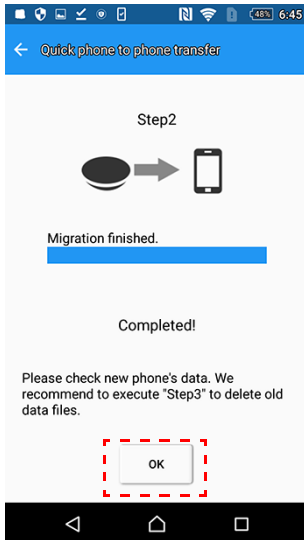 48% 6:45
Quick phone to phone transfer
Step2
Migration finished.
Completed!
Please check new phone's data. We
recommend to execute "Step3" to delete old
data files.
OK